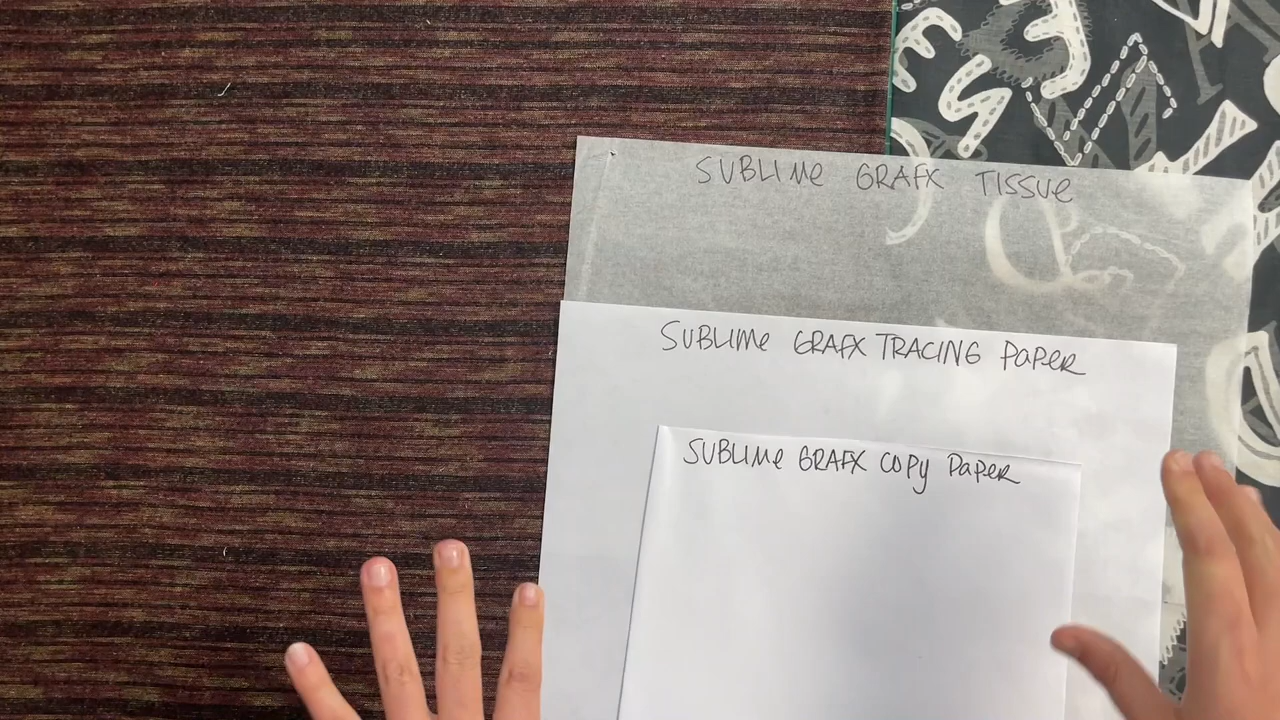 SUBLIME GRAFX TISSUE
SUBLIME GRAFX TRACING PAPER
SUBLIME GRAFX COPY PAPER